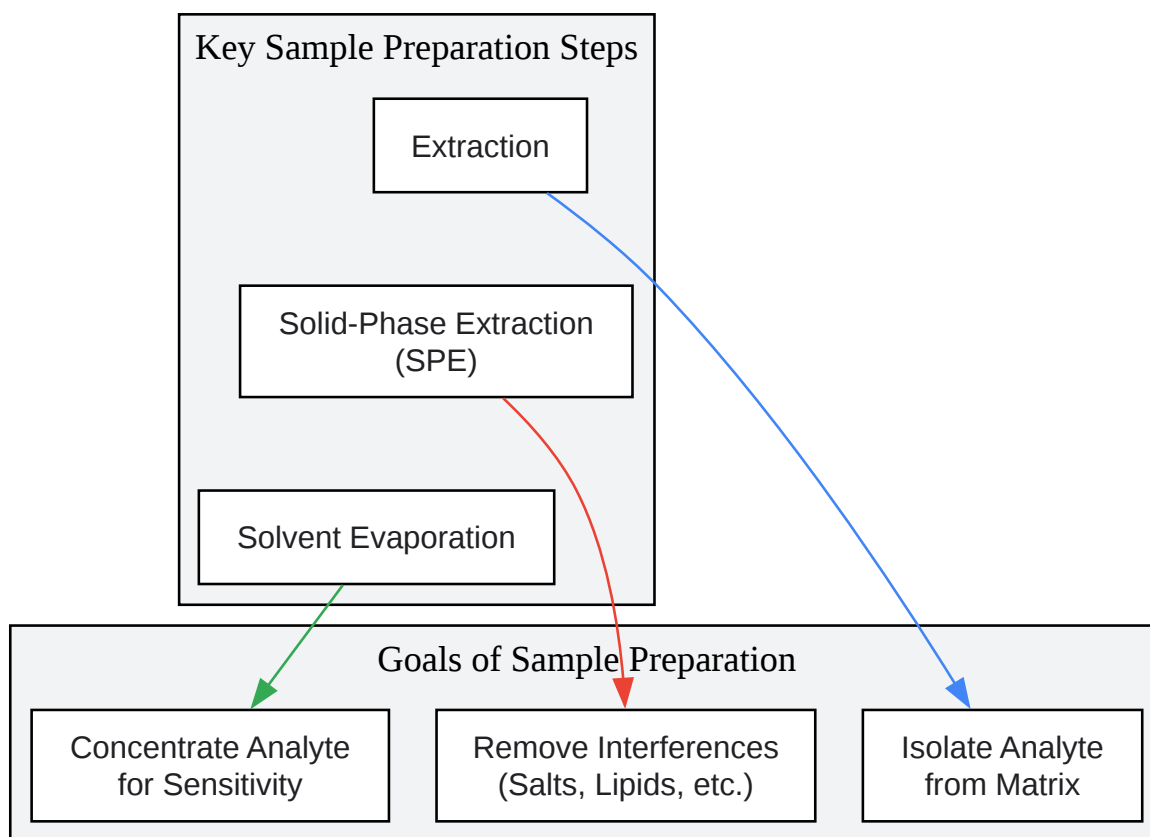 Key Sample Preparation Steps
Extraction
Solid-Phase Extraction
(SPE)
Solvent Evaporation
Goals of Sample Preparation
Concentrate Analyte
for Sensitivity
Remove Interferences
(Salts, Lipids, etc.)
Isolate Analyte
from Matrix